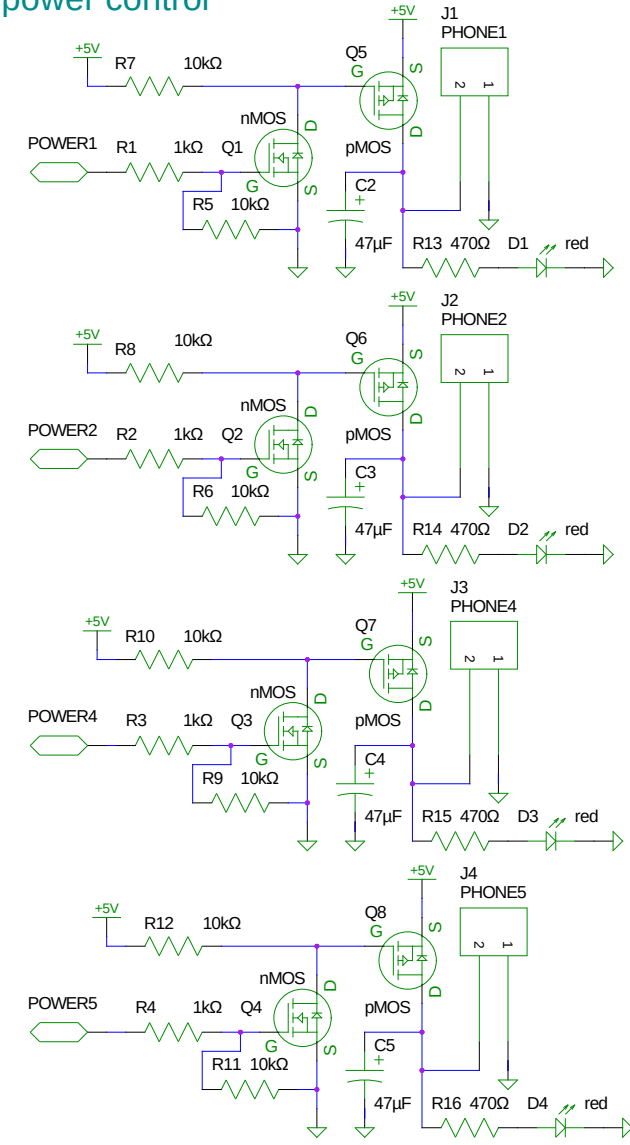 power control
+5V
J1
PHONE1
+5V
R7 10kΩ
Q5
G
S
2 1
nMOS
D
D
POWER1
R1 1kΩ Q1
pMOS
G
S
C2
+
R5 10kΩ
47µF
R13 470Ω D1 red
+5V
J2
PHONE2
+5V
R8 10kΩ
Q6
G
S
2 1
nMOS
D
D
POWER2
R2 1kΩ Q2
pMOS
G
S
C3
+
R6 10kΩ
47µF
R14 470Ω D2 red
+5V
J3
PHONE4
+5V
R10 10kΩ
Q7
G
S
2 1
nMOS
D
D
POWER4
R3 1kΩ Q3
pMOS
G
S
C4
+
R9 10kΩ
47µF
R15 470Ω D3 red
+5V
J4
PHONE5
+5V
R12 10kΩ
Q8
G
S
2 1
nMOS
D
D
POWER5
R4 1kΩ Q4
pMOS
G
S
C5
+
R11 10kΩ
47µF
R16 470Ω D4 red